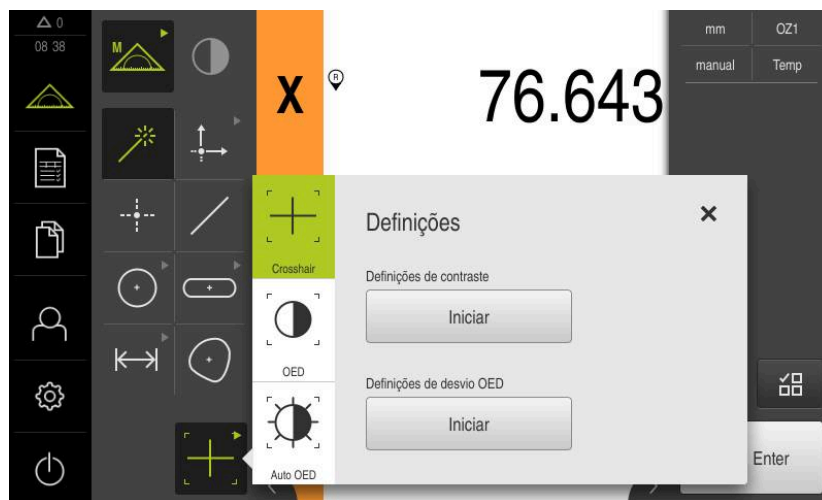 0
08 38
M
X
R
76.643
mm
OZ1
manual
Temp
Crosshair
OED
Auto OED
Definições
Definições de contraste
Iniciar
Definições de desvio OED
Iniciar
Enter